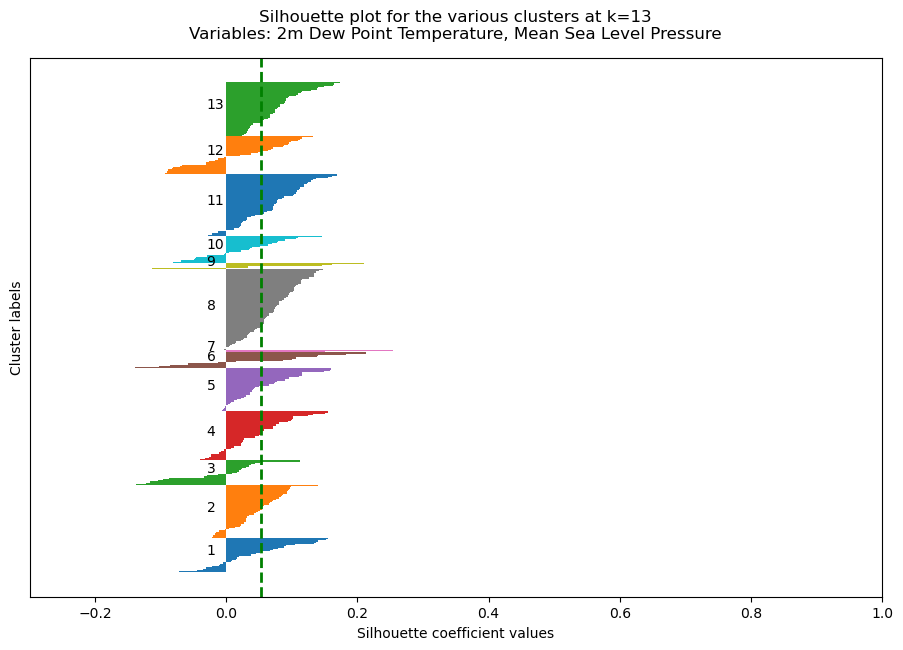 Silhouette plot for the various clusters at k=13
Variables: 2m Dew Point Temperature, Mean Sea Level Pressure
Cluster labels
13
12
11
10
9
8
7
6
5
4
3
2
1
−0.2 0.0 0.2 0.4 0.6 0.8 1.0
Silhouette coefficient values